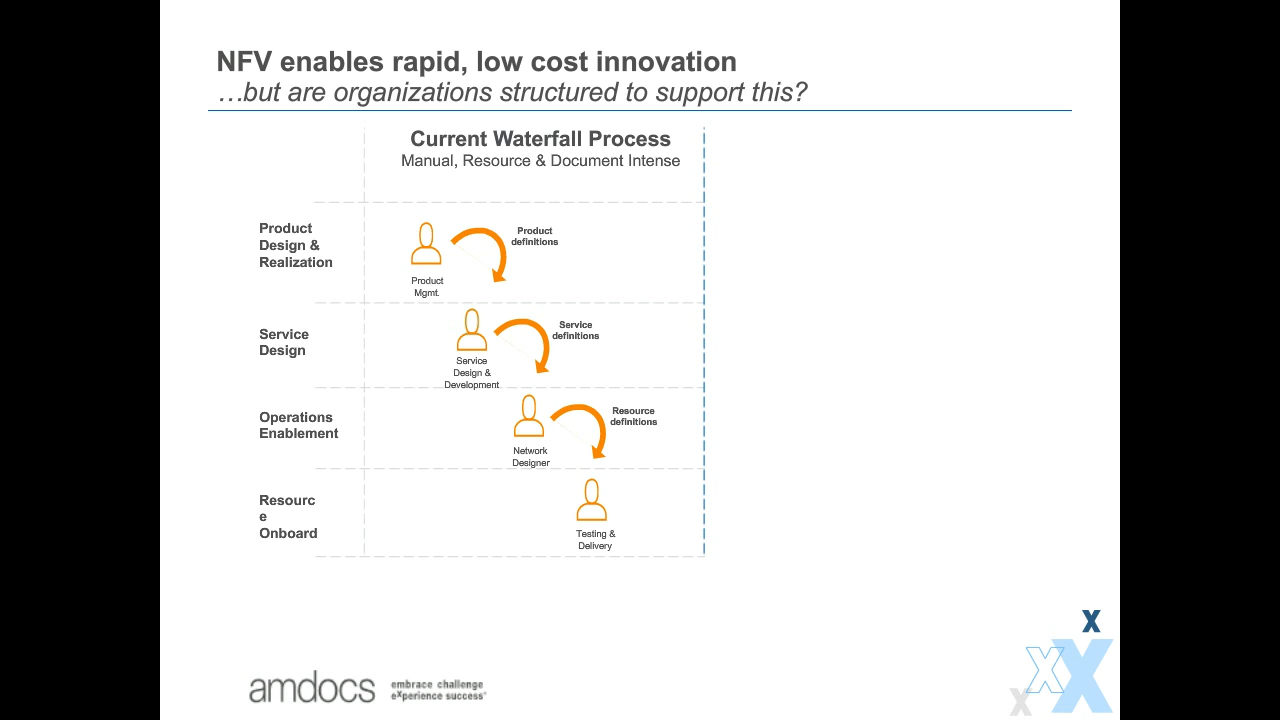 NFV enables rapid, low cost innovation
…but are organizations structured to support this?
Current Waterfall Process
Manual, Resource & Document Intense
Product
Design &
Realization
Product
definitions
Product
Mgmt.
Service
Design
Service
definitions
Service
Design &
Development
Operations
Enablement
Resource
definitions
Network
Designer
Resourc
e
Onboard
Testing &
Delivery
amdocs
embrace challenge
eXperience success
X
X
X
X